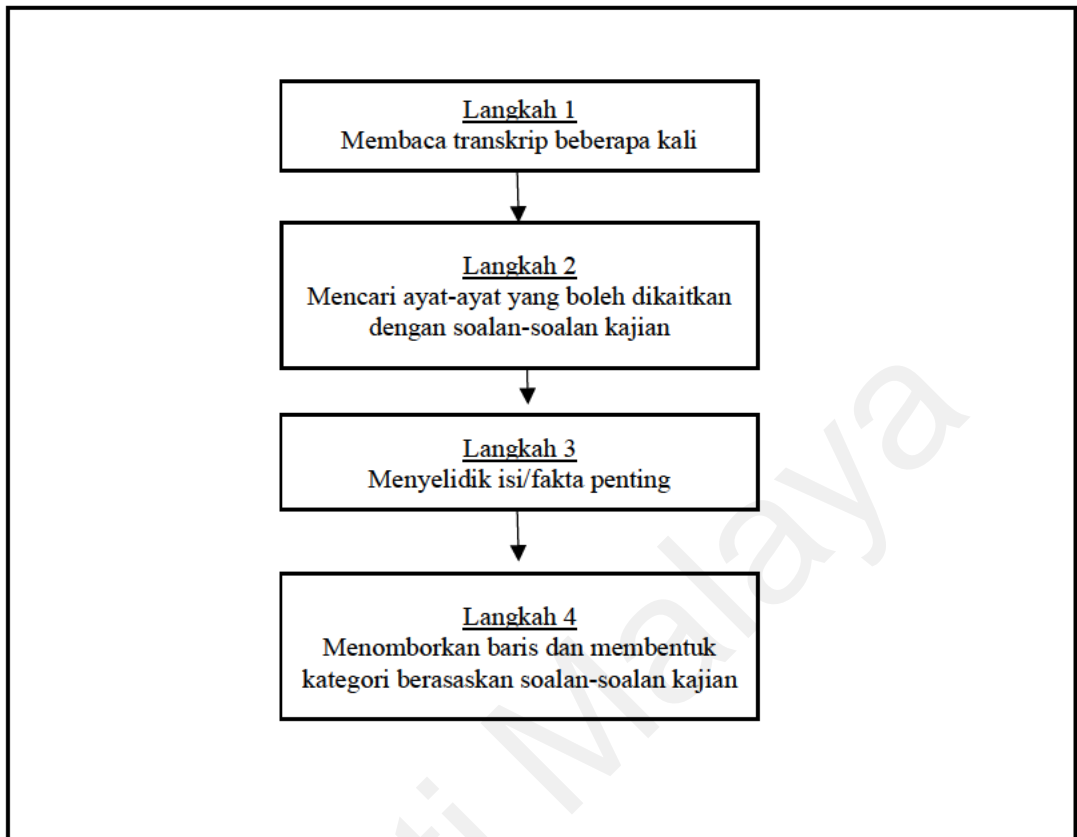 Langkah 1
Membaca transkrip beberapa kali
Langkah 2
Mencari ayat-ayat yang boleh dikaitkan
dengan soalan-soalan kajian
Langkah 3
Menyelidik isi/fakta penting
Langkah 4
Menomborkan baris dan membentuk
kategori berasaskan soalan-soalan kajian
ti Malaya